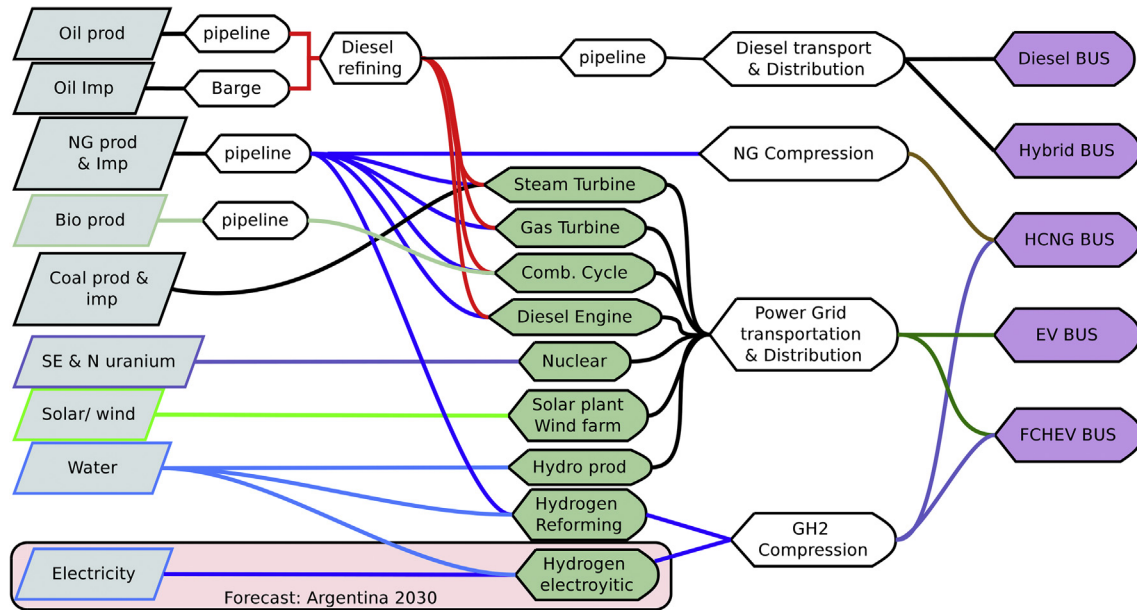 Oil prod
pipeline
Diesel
refining
pipeline
Diesel transport
& Distribution
Diesel BUS
Oil Imp
Barge
NG prod
& Imp
pipeline
NG Compression
Hybrid BUS
Steam Turbine
Bio prod
pipeline
Gas Turbine
HCNG BUS
Coal prod &
imp
Comb. Cycle
Diesel Engine
Power Grid
transportation
& Distribution
EV BUS
SE & N uranium
Nuclear
Solar/ wind
Solar plant
Wind farm
FCHEV BUS
Water
Hydro prod
Hydrogen
Reforming
GH2
Compression
Electricity
Hydrogen
electroyitic
Forecast: Argentina 2030